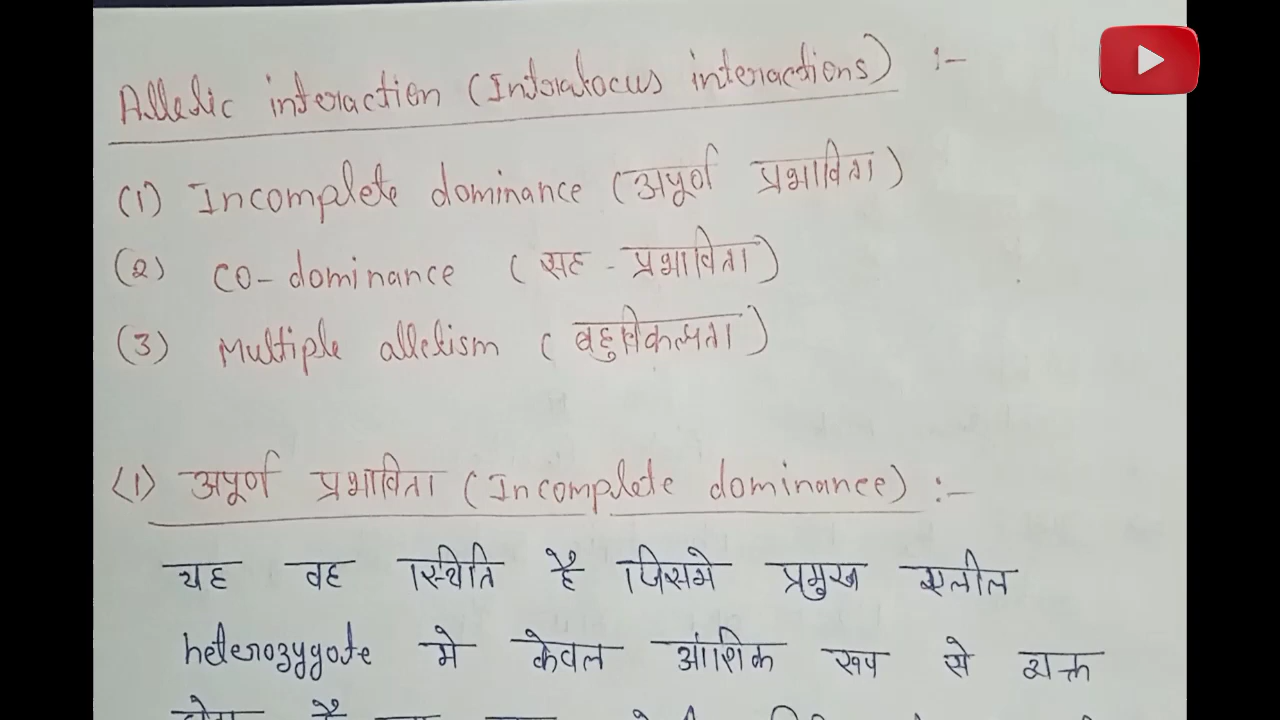 Allelic interaction (Intralocus interactions) :-
(1) Incomplete dominance (अपूर्ण प्रभाविता)
(2) co-dominance (सह - प्रभाविता)
(3) Multiple allelism (बहुविकल्पता)
(1) अपूर्ण प्रभाविता (Incomplete dominance) :-
यह वह स्थिति है जिसमे प्रमुख एलील
heterozygote मे केवल आंशिक रूप से व्यक्त